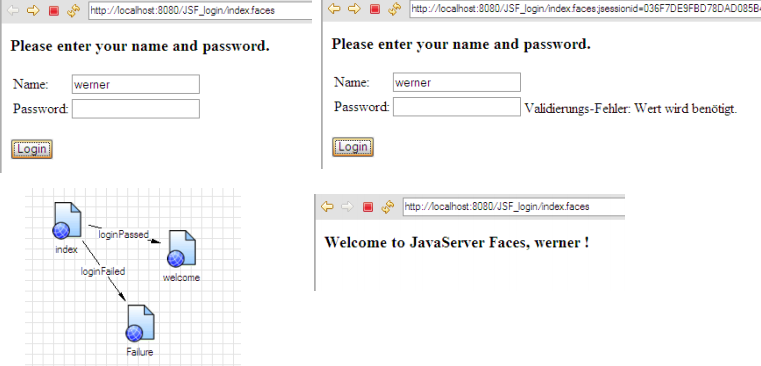 http://localhost:8080/JSF_login/index.faces
Please enter your name and password.
Name: werner
Password:
Login
http://localhost:8080/JSF_login/index.faces;jsessionid=036F7DE9FBD78DAD085B4
Please enter your name and password.
Name: werner
Password: Validierungs-Fehler: Wert wird benötigt.
Login
index
loginPassed
welcome
loginFailed
Failure
http://localhost:8080/JSF_login/index.faces
Welcome to JavaServer Faces, werner !